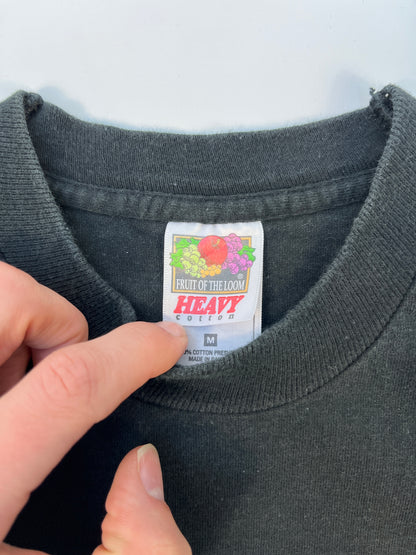 FRUIT OF THE LOOM®
HEAVY
cotton
M
% COTTON
MADE IN